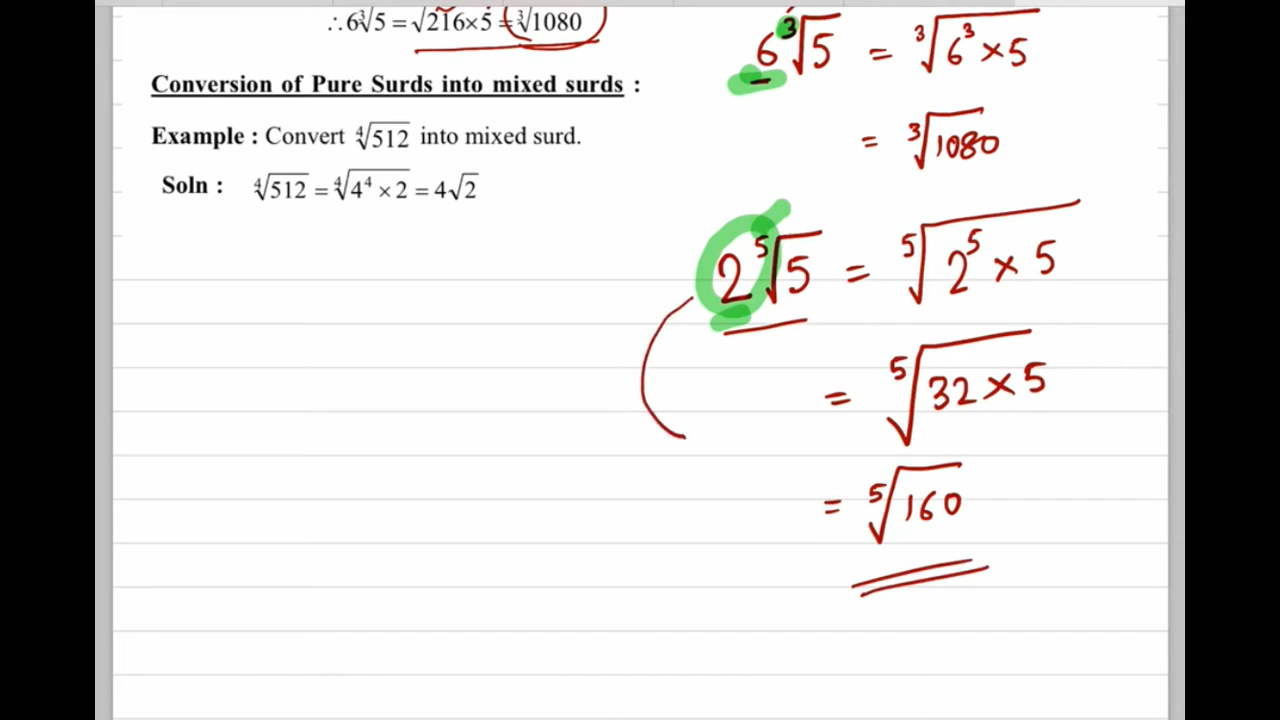 ∴6∛5 = √216×5 = ∛1080
Conversion of Pure Surds into mixed surds :
Example : Convert ∜512 into mixed surd.
Soln : ∜512 = ∜4⁴ × 2 = 4√2
6 ∛5 = ∛6³ × 5
= ∛1080
2 ⁵√5 = ⁵√2⁵ × 5
= ⁵√32 × 5
= ⁵√160